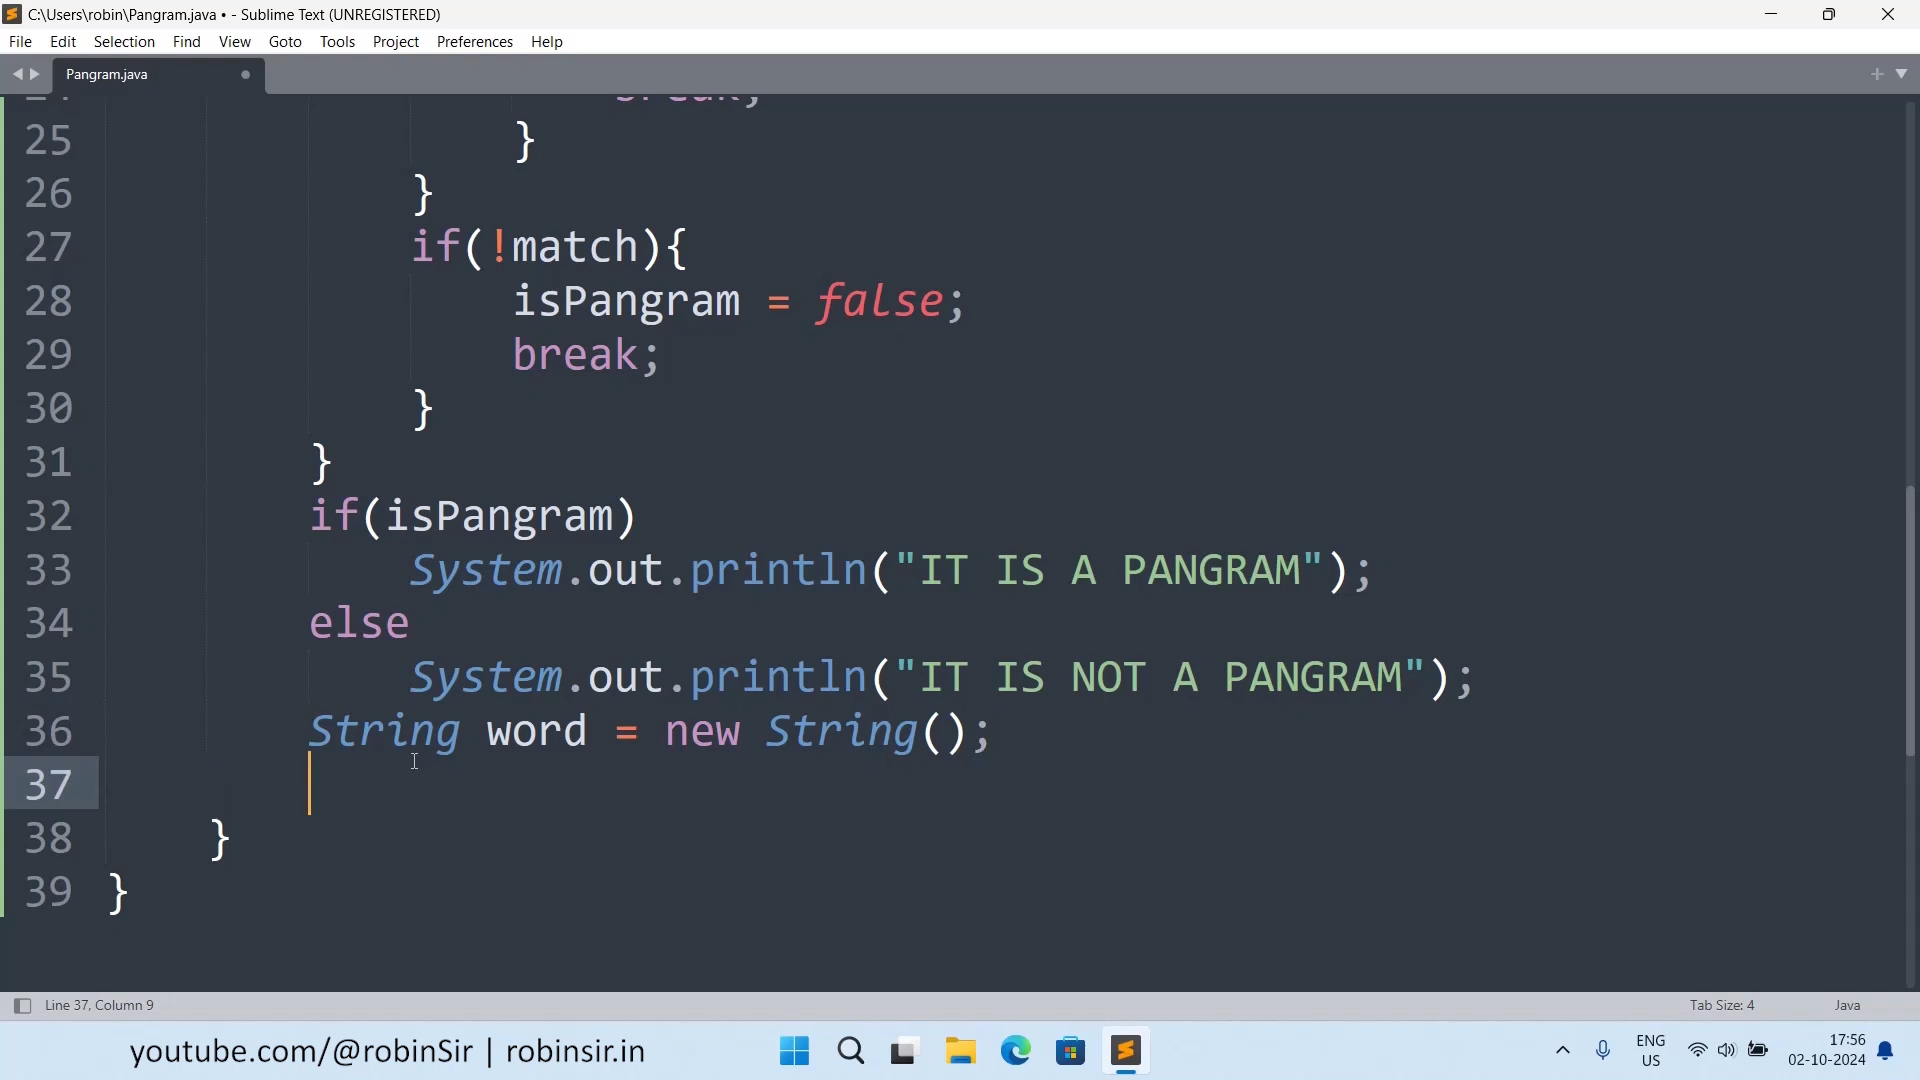 C:\Users\robin\Pangram.java • - Sublime Text (UNREGISTERED)
File Edit Selection Find View Goto Tools Project Preferences Help
Pangram.java
25 }
26 }
27 if(!match){
28 isPangram = false;
29 break;
30 }
31 }
32 if(isPangram)
33 System.out.println("IT IS A PANGRAM");
34 else
35 System.out.println("IT IS NOT A PANGRAM");
36 String word = new String();
37
38 }
39 }
Line 37, Column 9 Tab Size: 4 Java
youtube.com/@robinSir | robinsir.in
ENG
US
17:56
02-10-2024